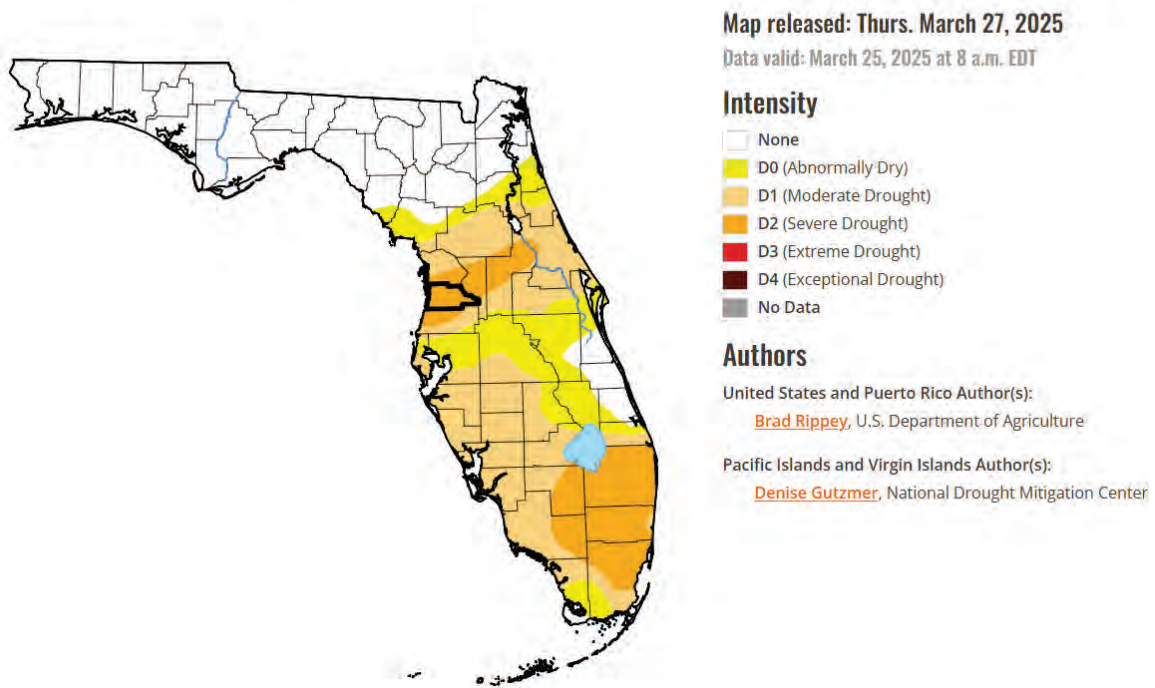 Map released: Thurs. March 27, 2025
Data valid: March 25, 2025 at 8 a.m. EDT
Intensity
None
D0 (Abnormally Dry)
D1 (Moderate Drought)
D2 (Severe Drought)
D3 (Extreme Drought)
D4 (Exceptional Drought)
No Data
Authors
United States and Puerto Rico Author(s):
Brad Rippey, U.S. Department of Agriculture
Pacific Islands and Virgin Islands Author(s):
Denise Gutzmer, National Drought Mitigation Center